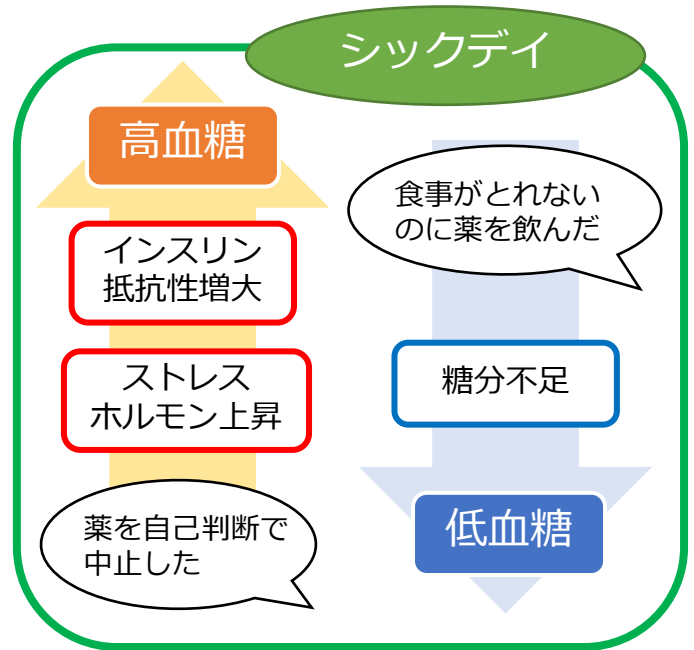 シックデイ
高血糖
インスリン
抵抗性増大
ストレス
ホルモン上昇
薬を自己判断で
中止した
食事がとれない
のに薬を飲んだ
糖分不足
低血糖